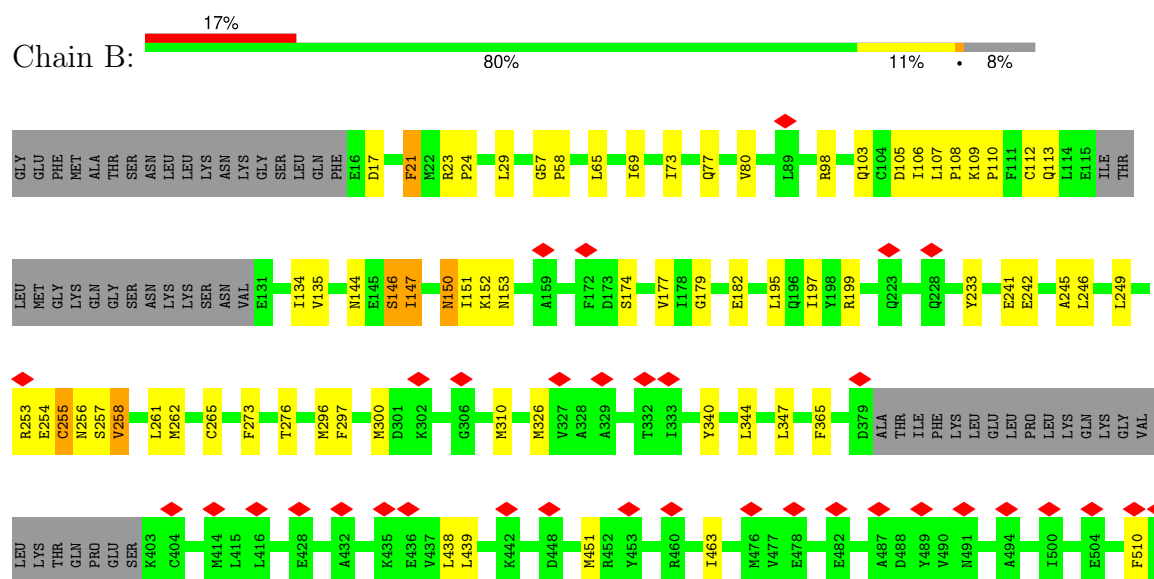 17%
Chain B:
80% 11% • 8%
GLY GLU PHE MET ALA THR SER ASN LEU LEU LYS ASN LYS GLY SER LEU GLN PHE E16 D17 F21 M22 R23 P24 L29 G57 P58 L65 I69 I73 Q77 V80 L89 R98 Q103 C104 D105 I106 L107 P108 K109 P110 F111 C112 Q113 L114 E115 ILE THR
LEU MET GLY LYS GLN GLY SER ASN LYS LYS SER ASN VAL E131 I134 V135 N144 E145 S146 I147 N150 I151 K152 N153 A159 F172 D173 S174 V177 I178 G179 E182 L195 Q196 I197 Y198 R199 Q223 Q228 Y233 E241 E242 A245 L246 L249
R253 E254 C255 N256 S257 V258 L261 M262 C265 F273 T276 M296 F297 M300 D301 K302 G306 M310 M326 V327 A328 A329 T332 I333 Y340 L344 L347 F365 D379 ALA THR ILE PHE LYS LEU GLU LEU PRO LEU LYS GLN LYS GLY VAL
LEU LYS THR GLN PRO GLU SER K403 C404 M414 L415 L416 E428 A432 K435 E436 V437 L438 L439 K442 D448 M451 R452 Y453 R460 I463 M476 V477 E478 E482 A487 D488 Y489 V490 N491 A494 I500 E504 F510